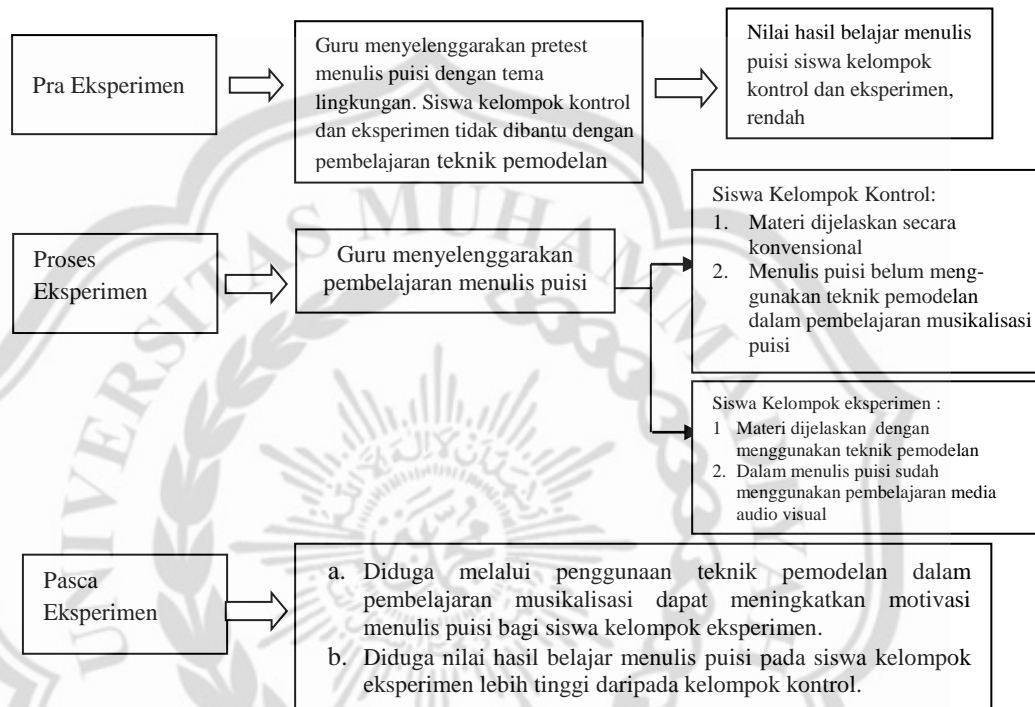 Pra Eksperimen
Guru menyelenggarakan pretest
menulis puisi dengan tema
lingkungan. Siswa kelompok kontrol
dan eksperimen tidak dibantu dengan
pembelajaran teknik pemodelan
Nilai hasil belajar menulis
puisi siswa kelompok
kontrol dan eksperimen,
rendah
Proses
Eksperimen
Guru menyelenggarakan
pembelajaran menulis puisi
Siswa Kelompok Kontrol:
1. Materi dijelaskan secara
konvensional
2. Menulis puisi belum meng-
gunakan teknik pemodelan
dalam pembelajaran musikalisasi
puisi
Siswa Kelompok eksperimen :
1 Materi dijelaskan dengan
menggunakan teknik pemodelan
2. Dalam menulis puisi sudah
menggunakan pembelajaran media
audio visual
Pasca
Eksperimen
a. Diduga melalui penggunaan teknik pemodelan dalam
pembelajaran musikalisasi dapat meningkatkan motivasi
menulis puisi bagi siswa kelompok eksperimen.
b. Diduga nilai hasil belajar menulis puisi pada siswa kelompok
eksperimen lebih tinggi daripada kelompok kontrol.